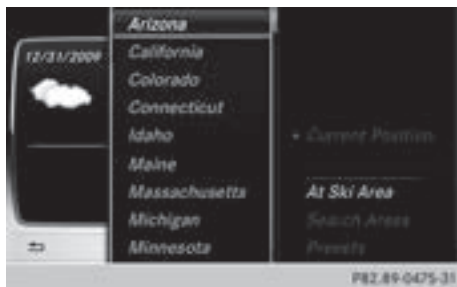 12/31/2009
Arizona
California
Colorado
Connecticut
Idaho
Maine
Massachusetts
Michigan
Minnesota
Current Position
At Ski Area
Search Areas
Presets
P82.89-0475-31